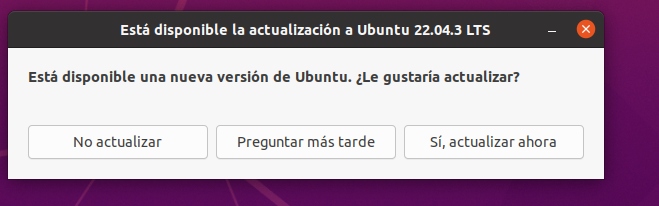 Está disponible la actualización a Ubuntu 22.04.3 LTS
Está disponible una nueva versión de Ubuntu. ¿Le gustaría actualizar?
No actualizar
Preguntar más tarde
Sí, actualizar ahora